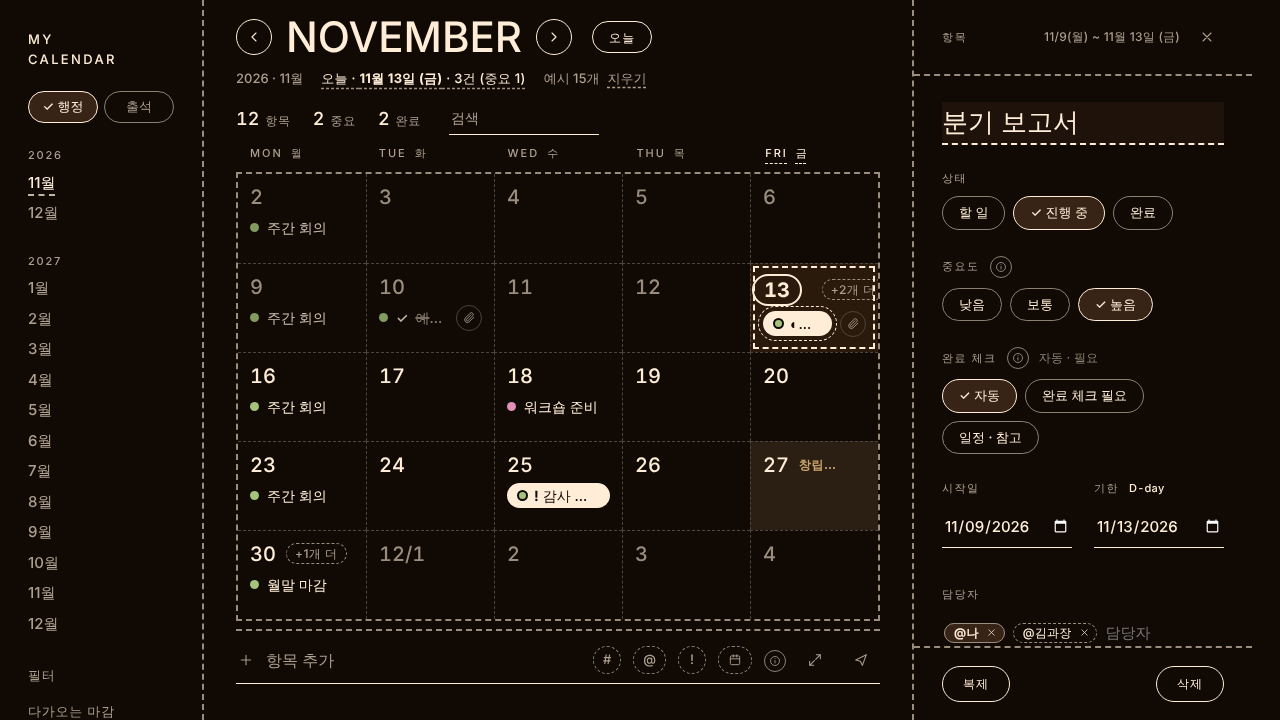 MY
CALENDAR
행정
출석
2026
11월
12월
2027
1월
2월
3월
4월
5월
6월
7월
8월
9월
10월
11월
12월
필터
다가오는 마감
NOVEMBER
오늘
2026 · 11월
오늘 · 11월 13일 (금) · 3건 (중요 1)
예시 15개 지우기
12 항목
2 중요
2 완료
검색
MON 월
TUE 화
WED 수
THU 목
FRI 금
2
주간 회의
3
4
5
6
9
주간 회의
10
예...
11
12
13
+2개 더
...
16
주간 회의
17
18
워크숍 준비
19
20
23
주간 회의
24
25
! 감사 ...
26
27 창립...
30 +1개 더
월말 마감
12/1
2
3
4
항목 추가
# @ !
항목
11/9(월) ~ 11월 13일 (금)
분기 보고서
상태
할 일
진행 중
완료
중요도
낮음
보통
높음
완료 체크
자동 · 필요
자동
완료 체크 필요
일정 · 참고
시작일
기한 D-day
11/09/2026
11/13/2026
담당자
@나
@김과장
담당자
복제
삭제